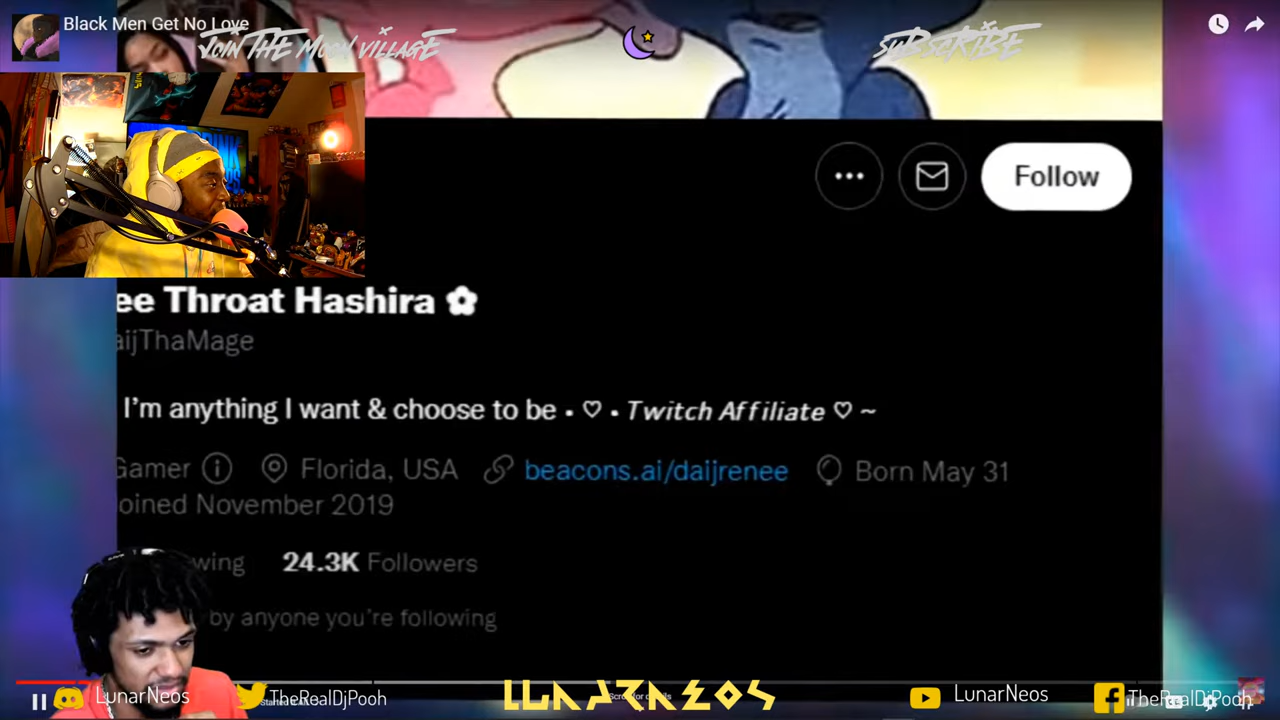 Black Men Get No Love
JOIN THE MOON VILLAGE
SUBSCRIBE
Follow
ee Throat Hashira
aijThaMage
I'm anything I want & choose to be • ♡ • Twitch Affiliate ♡ ~
Gamer Florida, USA beacons.ai/daijrenee Born May 31
oined November 2019
wing 24.3K Followers
by anyone you're following
LunarNeos
TheRealDjPooh
LUNARNEOS
LunarNeos
TheRealDjPooh